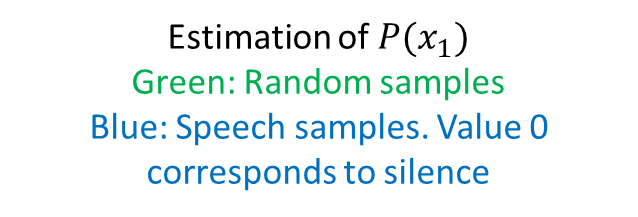 Estimation of P(x₁)
Green: Random samples
Blue: Speech samples. Value 0
corresponds to silence